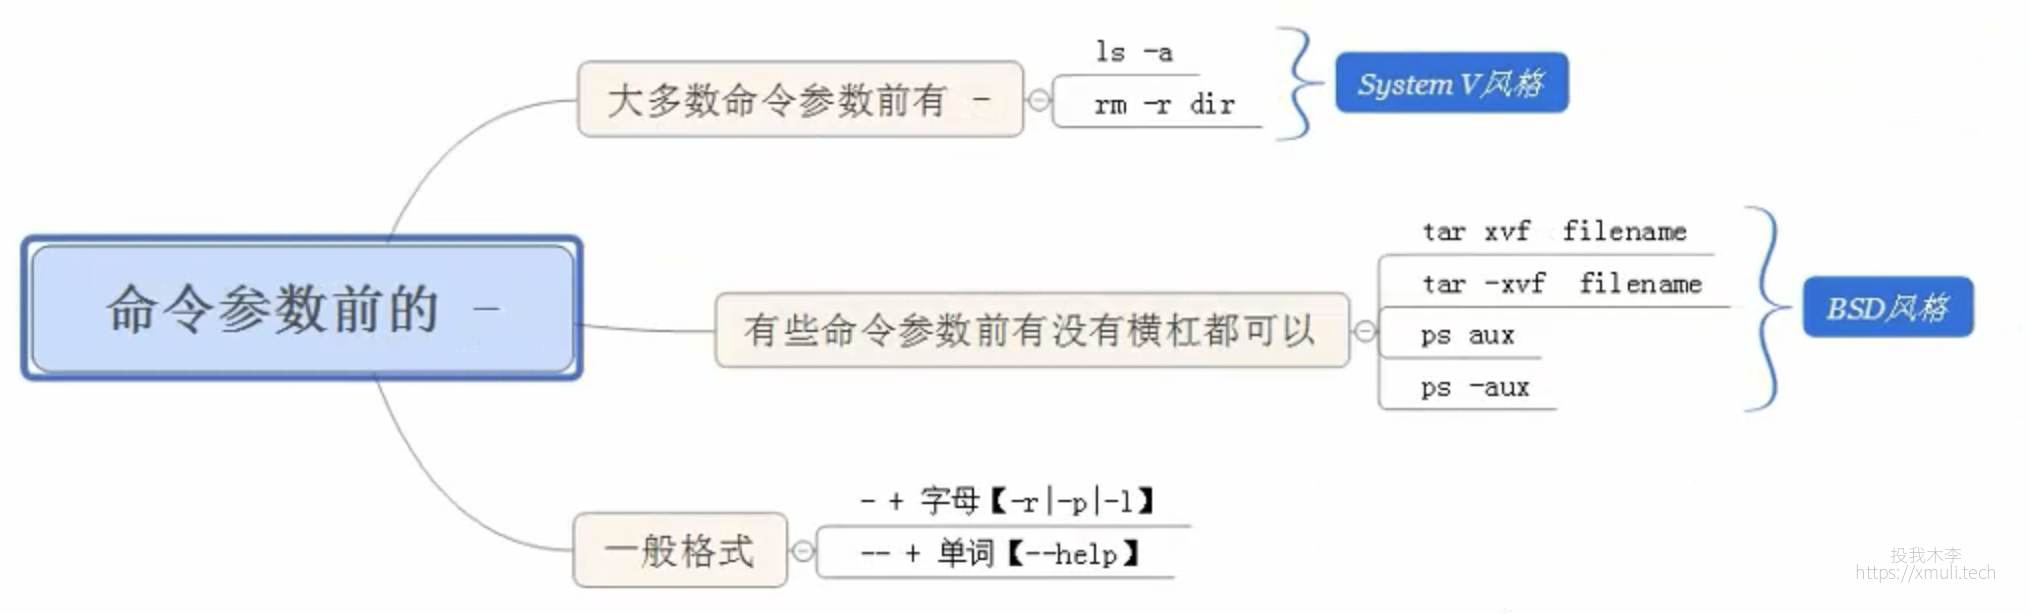 命令参数前的 -
大多数命令参数前有 -
ls -a
rm -r dir
System V风格
有些命令参数前有没有横杠都可以
tar xvf filename
tar -xvf filename
ps aux
ps -aux
BSD风格
一般格式
- + 字母【-r|-p|-l】
-- + 单词【--help】
投我木李
https://xmuli.tech